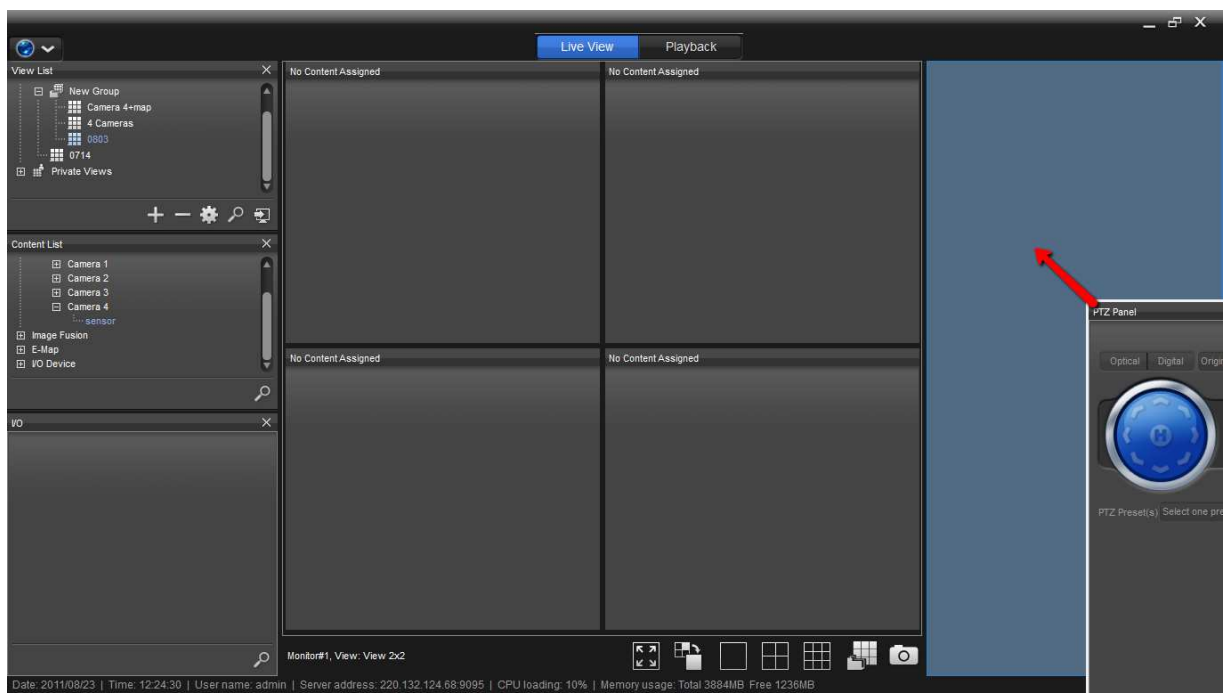 Live View
Playback
View List
New Group
Camera 4+map
4 Cameras
0803
0714
Private Views
Content List
Camera 1
Camera 2
Camera 3
Camera 4
sensor
Image Fusion
E-Map
I/O Device
I/O
No Content Assigned
No Content Assigned
No Content Assigned
No Content Assigned
PTZ Panel
Optical
Digital
Origi
H
PTZ Preset(s)
Select one pre
Monitor#1, View: View 2x2
Date: 2011/08/23 | Time: 12:24:30 | User name: admin | Server address: 220.132.124.68:9095 | CPU loading: 10% | Memory usage: Total 3884MB Free 1236MB